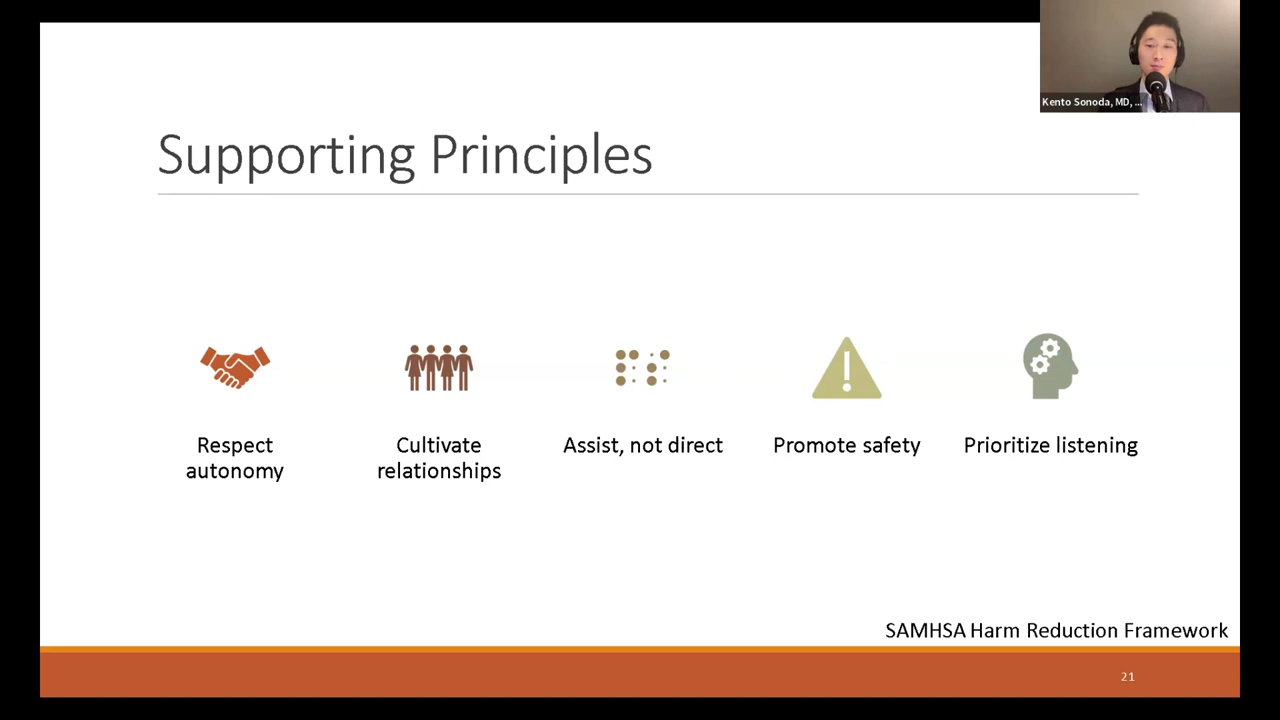 Kento Sonoda, MD, ...
Supporting Principles
Respect
autonomy
Cultivate
relationships
Assist, not direct
Promote safety
Prioritize listening
SAMHSA Harm Reduction Framework
21